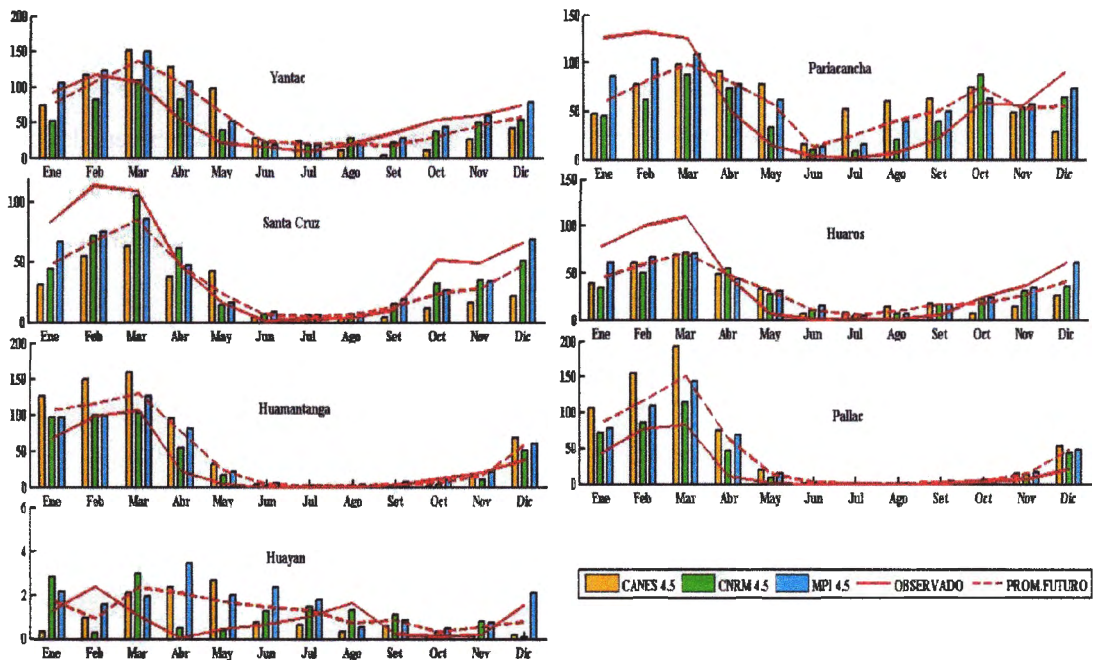 200
150
100
50
0
Yantac
Ene Feb Mar Abr May Jun Jul Ago Set Oct Nov Dic
150
100
50
0
Pariacancha
Ene Feb Mar Abr May Jun Jul Ago Set Oct Nov Dic
100
50
0
Santa Cruz
Ene Feb Mar Abr May Jun Jul Ago Set Oct Nov Dic
150
100
50
0
Huaros
Ene Feb Mar Abr May Jun Jul Ago Set Oct Nov Dic
200
150
100
50
0
Huamantanga
Ene Feb Mar Abr May Jun Jul Ago Set Oct Nov Dic
200
150
100
50
0
Pallac
Ene Feb Mar Abr May Jun Jul Ago Set Oct Nov Dic
6
4
2
0
Huayan
Ene Feb Mar Abr May Jun Jul Ago Set Oct Nov Dic
CANES 4.5 CNRM 4.5 MPI 4.5 OBSERVADO PROM.FUTURO